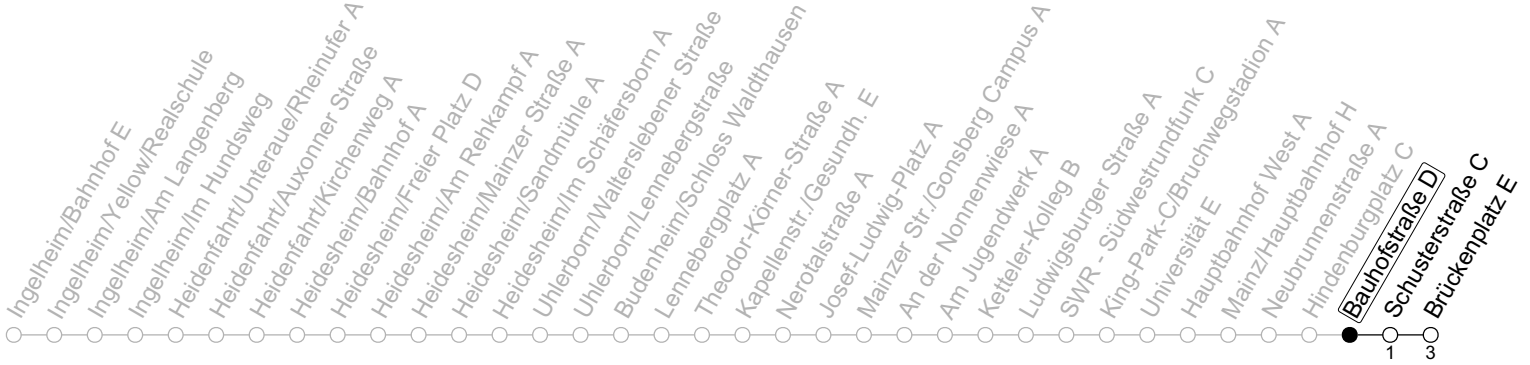 Ingelheim/Bahnhof E
Ingelheim/Yellow/Realschule
Ingelheim/Am Langenberg
Ingelheim/Im Hundsweg
Heidenfahrt/Unteraue/Rheinufer A
Heidenfahrt/Auxonner Straße
Heidenfahrt/Kirchenweg A
Heidesheim/Bahnhof A
Heidesheim/Freier Platz D
Heidesheim/Am Rehkampf A
Heidesheim/Mainzer Straße A
Heidesheim/Sandmühle A
Heidesheim/Im Schäfersborn A
Uhlerborn/Walterslebener Straße
Uhlerborn/Lennebergstraße
Budenheim/Schloss Waldthausen
Lennebergplatz A
Theodor-Körner-Straße A
Kapellenstr./Gesundh. E
Nerotalstraße A
Josef-Ludwig-Platz A
Mainzer Str./Gonsberg Campus A
An der Nonnenwiese A
Am Jugendwerk A
Ketteler-Kolleg B
Ludwigsburger Straße A
SWR - Südwestrundfunk C
King-Park-C/Bruchwegstadion A
Universität E
Hauptbahnhof West A
Mainz/Hauptbahnhof H
Neubrunnenstraße A
Hindenburgplatz C
Bauhofstraße D
Schusterstraße C
Brückenplatz E
1
3